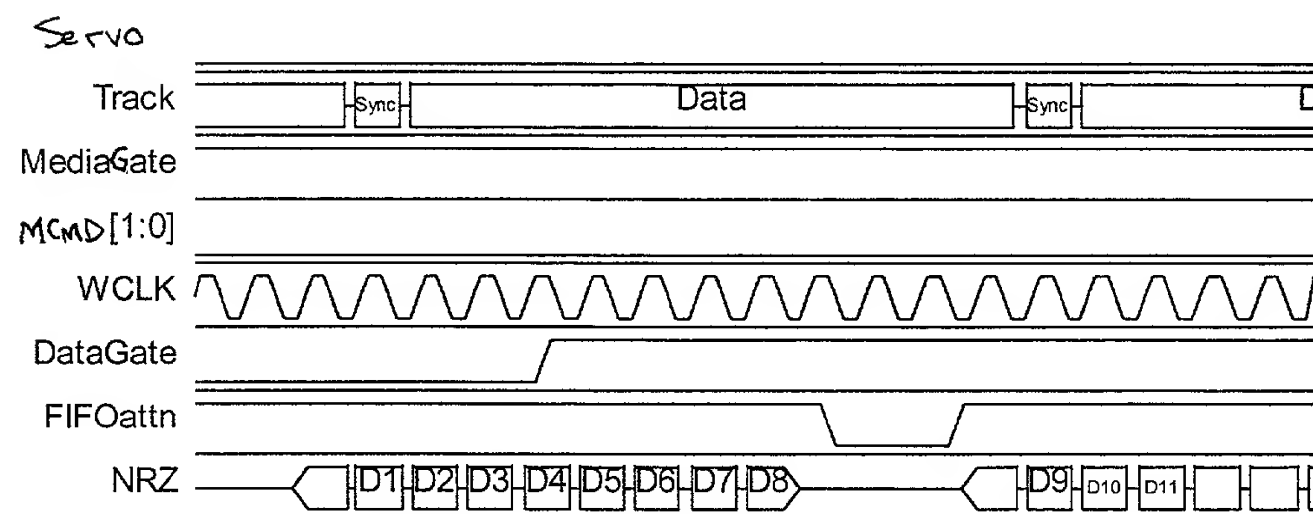 Servo
Track Sync Data Sync D
MediaGate
MCMD[1:0]
WCLK
DataGate
FIFOattn
NRZ D1 D2 D3 D4 D5 D6 D7 D8 D9 D10 D11